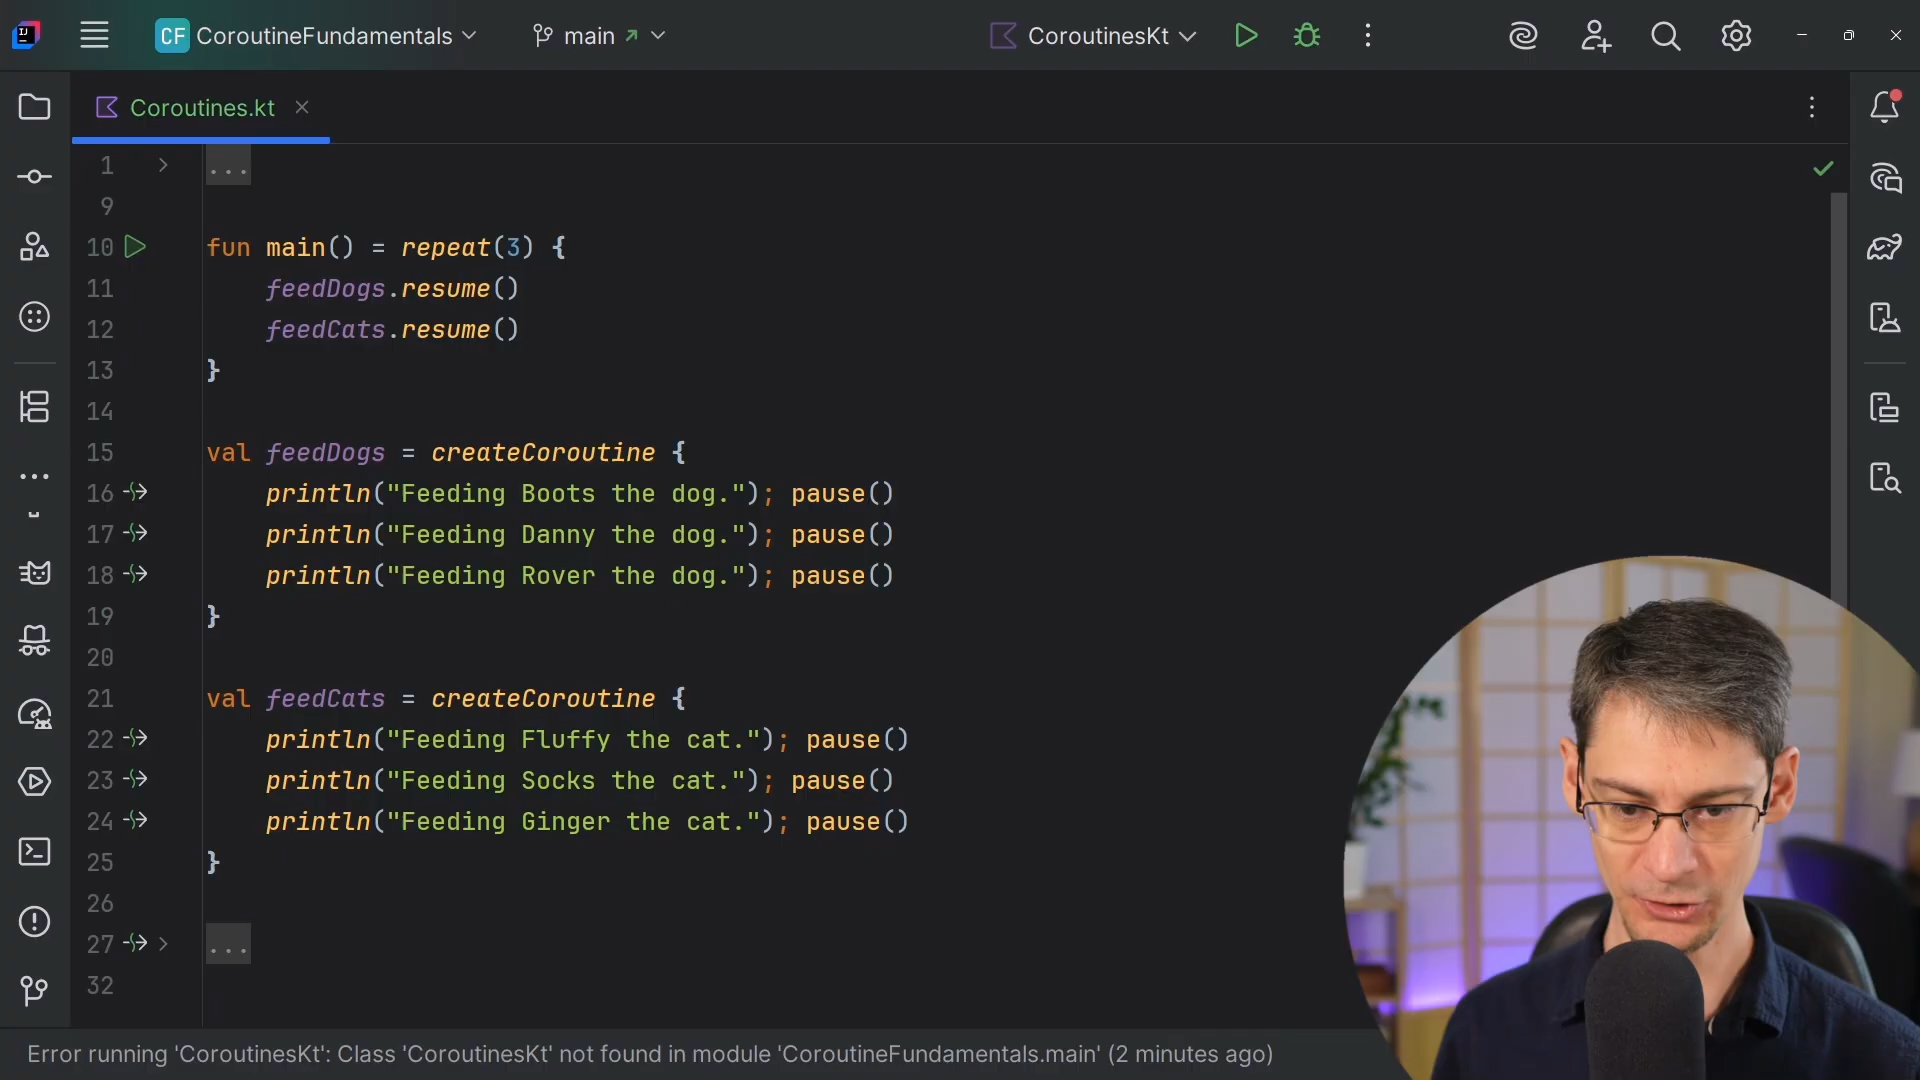 CF CoroutineFundamentals main CoroutinesKt
Coroutines.kt
1 ...
9
10 fun main() = repeat(3) {
11 feedDogs.resume()
12 feedCats.resume()
13 }
14
15 val feedDogs = createCoroutine {
16 println("Feeding Boots the dog."); pause()
17 println("Feeding Danny the dog."); pause()
18 println("Feeding Rover the dog."); pause()
19 }
20
21 val feedCats = createCoroutine {
22 println("Feeding Fluffy the cat."); pause()
23 println("Feeding Socks the cat."); pause()
24 println("Feeding Ginger the cat."); pause()
25 }
26
27 ...
32
Error running 'CoroutinesKt': Class 'CoroutinesKt' not found in module 'CoroutineFundamentals.main' (2 minutes ago)